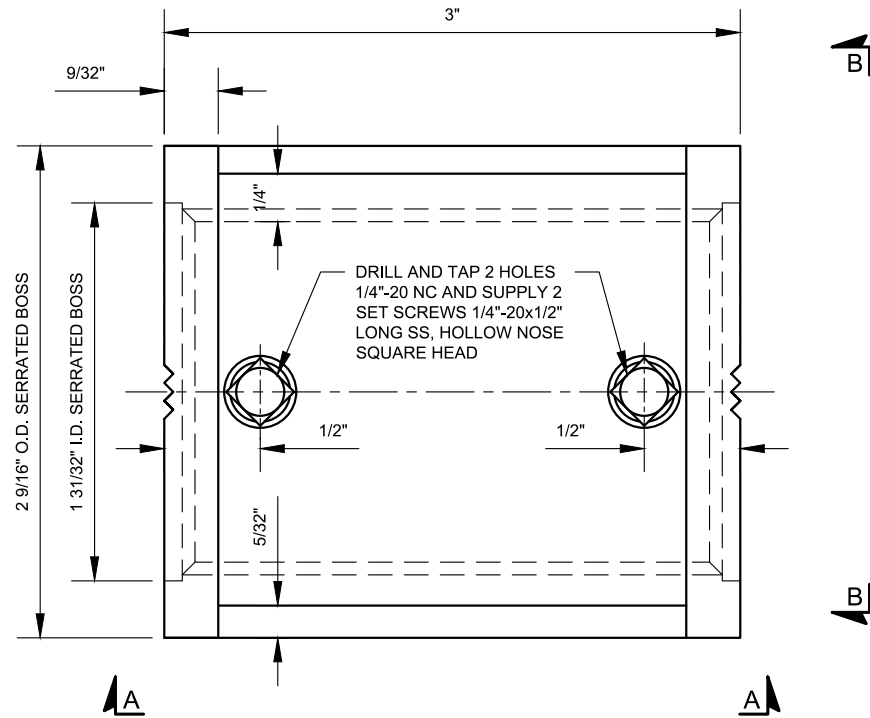 3"
B
9/32"
1/4"
DRILL AND TAP 2 HOLES
1/4"-20 NC AND SUPPLY 2
SET SCREWS 1/4"-20x1/2"
LONG SS, HOLLOW NOSE
SQUARE HEAD
2 9/16" O.D. SERRATED BOSS
1 31/32" I.D. SERRATED BOSS
1/2"
1/2"
5/32"
B
A
A